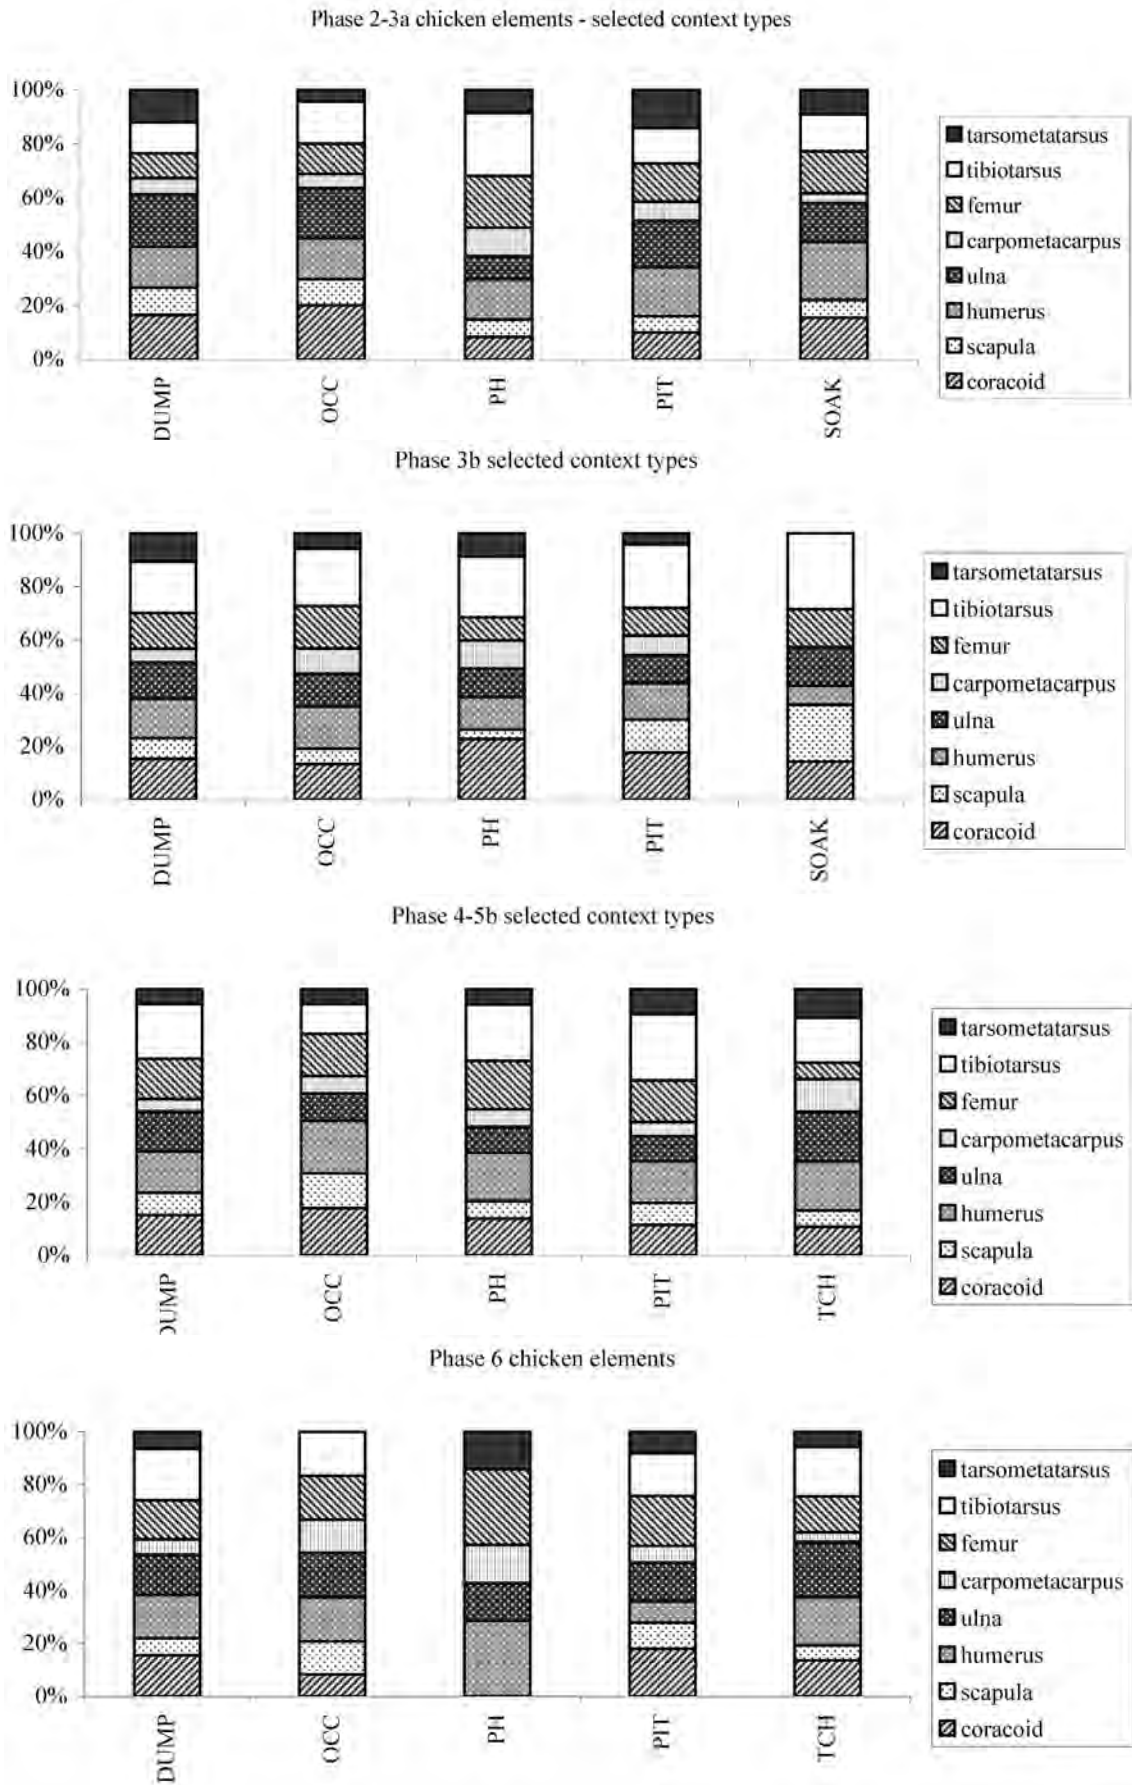 Phase 2-3a chicken elements - selected context types
100%
80%
60%
40%
20%
0%
DUMP
OCC
PH
PIT
SOAK
tarsometatarsus
tibiotarsus
femur
carpometacarpus
ulna
humerus
scapula
coracoid
Phase 3b selected context types
100%
80%
60%
40%
20%
0%
DUMP
OCC
PH
PIT
SOAK
tarsometatarsus
tibiotarsus
femur
carpometacarpus
ulna
humerus
scapula
coracoid
Phase 4-5b selected context types
100%
80%
60%
40%
20%
0%
DUMP
OCC
PH
PIT
TCH
tarsometatarsus
tibiotarsus
femur
carpometacarpus
ulna
humerus
scapula
coracoid
Phase 6 chicken elements
100%
80%
60%
40%
20%
0%
DUMP
OCC
PH
PIT
TCH
tarsometatarsus
tibiotarsus
femur
carpometacarpus
ulna
humerus
scapula
coracoid